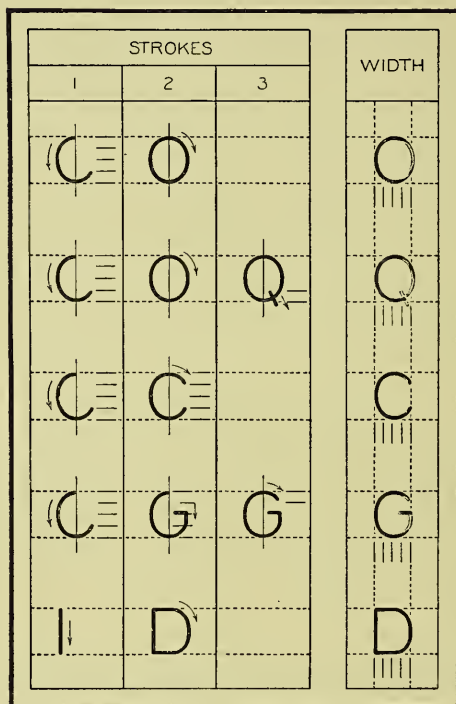 STROKES
WIDTH
1 2 3
C O O
C O Q Q
C C C
C G G G
I D D